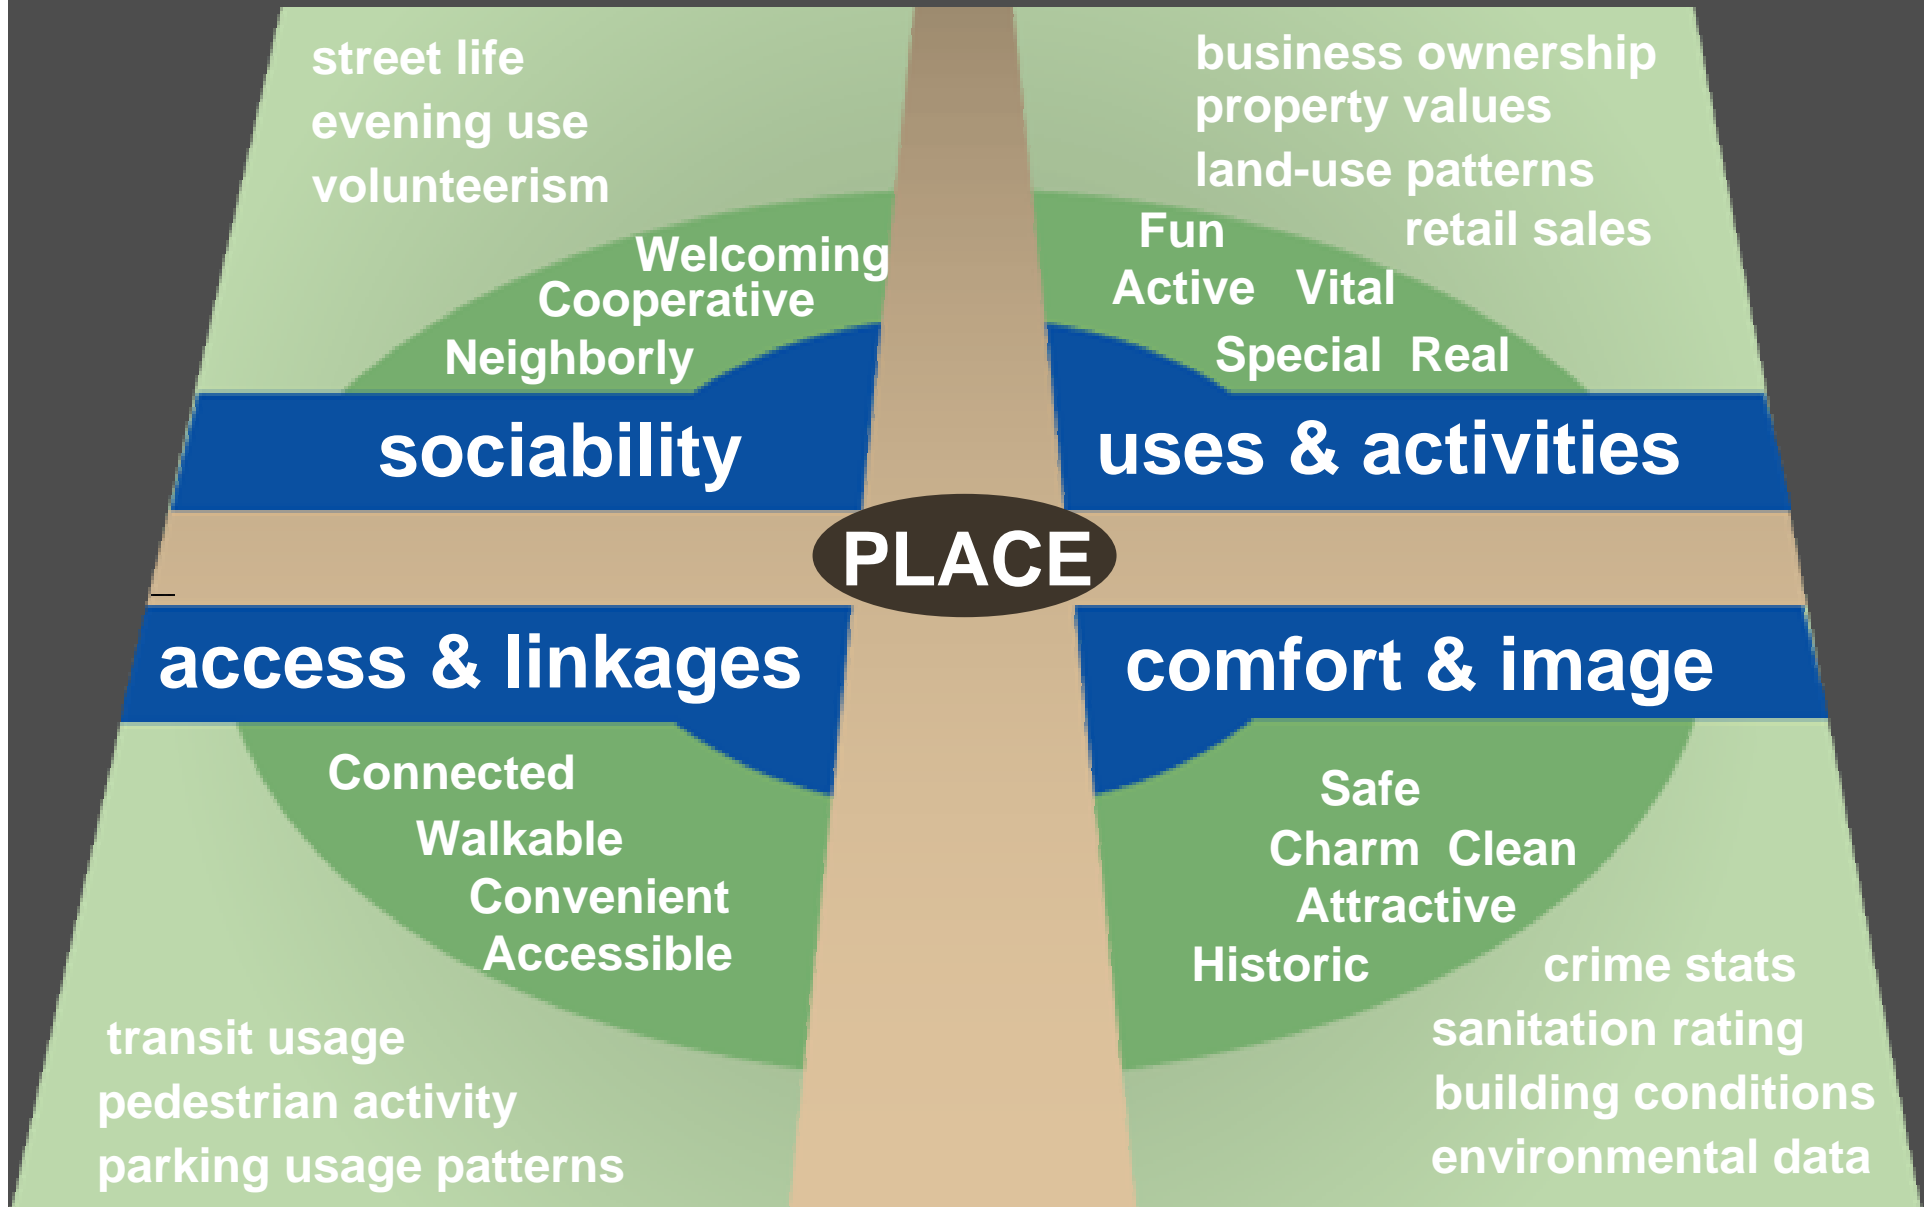 street life
evening use
volunteerism
Welcoming
Cooperative
Neighborly
sociability
business ownership
property values
land-use patterns
retail sales
Fun
Active Vital
Special Real
uses & activities
PLACE
access & linkages
Connected
Walkable
Convenient
Accessible
transit usage
pedestrian activity
parking usage patterns
comfort & image
Safe
Charm Clean
Attractive
Historic
crime stats
sanitation rating
building conditions
environmental data